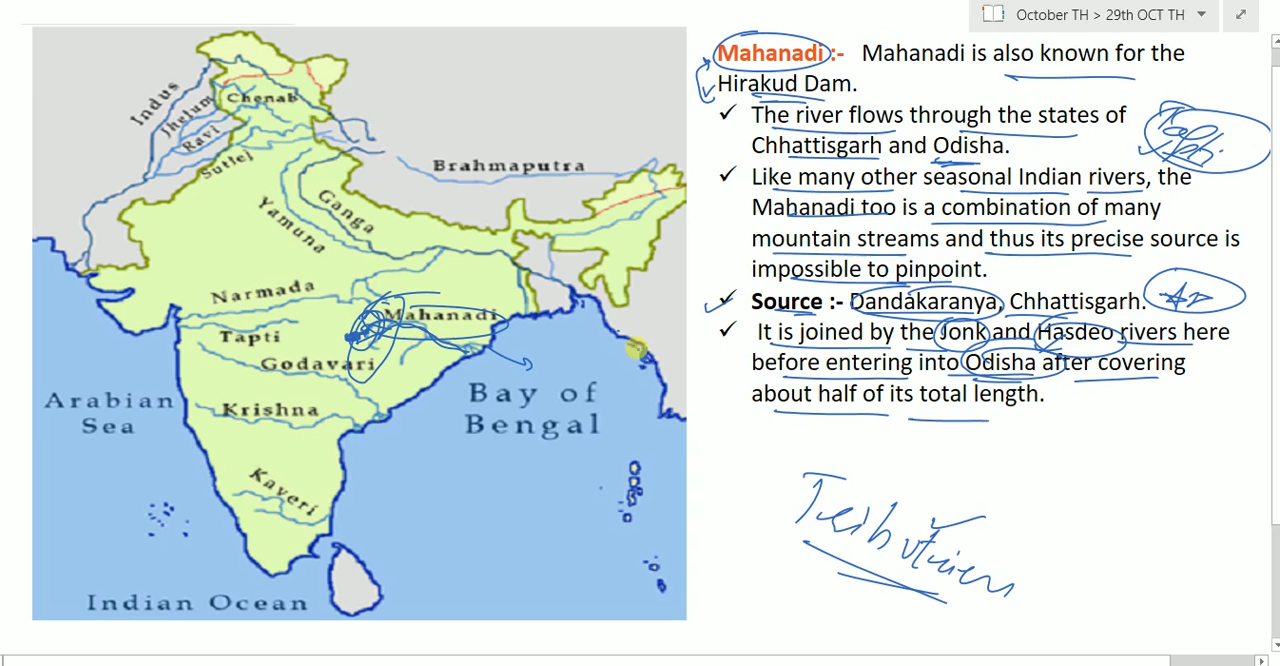 October TH > 29th OCT TH
Indus
Jhelum
Chenab
Ravi
Sutlej
Brahmaputra
Ganga
Yamuna
Narmada
Mahanadi
Tapti
Godavari
Krishna
Kaveri
Arabian
Sea
Bay of
Bengal
Indian Ocean
Mahanadi :- Mahanadi is also known for the
Hirakud Dam.
✓ The river flows through the states of
Chhattisgarh and Odisha.
✓ Like many other seasonal Indian rivers, the
Mahanadi too is a combination of many
mountain streams and thus its precise source is
impossible to pinpoint.
✓ Source :- Dandakaranya, Chhattisgarh.
✓ It is joined by the Jonk and Hasdeo rivers here
before entering into Odisha after covering
about half of its total length.